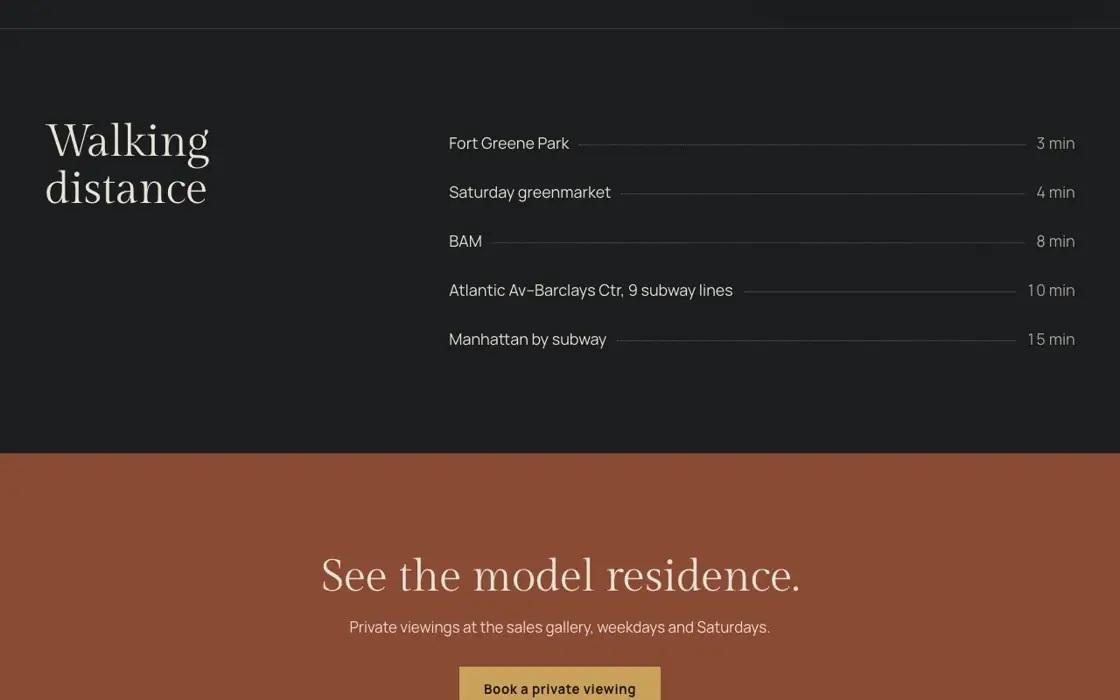 Walking
distance
Fort Greene Park 3 min
Saturday greenmarket 4 min
BAM 8 min
Atlantic Av–Barclays Ctr, 9 subway lines 10 min
Manhattan by subway 15 min
See the model residence.
Private viewings at the sales gallery, weekdays and Saturdays.
Book a private viewing